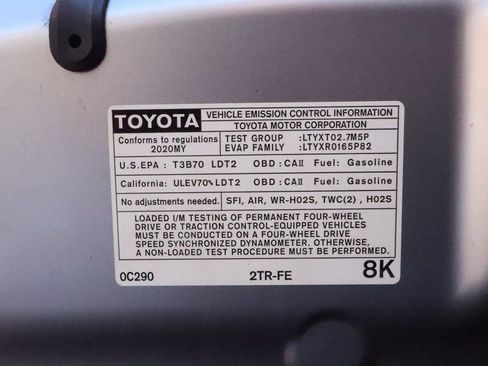 TOYOTA VEHICLE EMISSION CONTROL INFORMATION
TOYOTA MOTOR CORPORATION
Conforms to regulations TEST GROUP :LTYXT02.7M5P
2020MY EVAP FAMILY :LTYXR0165P82
U.S.EPA : T3B70 LDT2 OBD : CAII Fuel: Gasoline
California: ULEV70 LDT2 OBD : CAII Fuel: Gasoline
No adjustments needed. SFI, AIR, WR-HO2S, TWC(2) , HO2S
LOADED I/M TESTING OF PERMANENT FOUR-WHEEL
DRIVE OR TRACTION CONTROL-EQUIPPED VEHICLES
MUST BE CONDUCTED ON A FOUR-WHEEL DRIVE
SPEED SYNCHRONIZED DYNAMOMETER. OTHERWISE,
A NON-LOADED TEST PROCEDURE MUST BE PERFORMED.
0C290 2TR-FE 8K